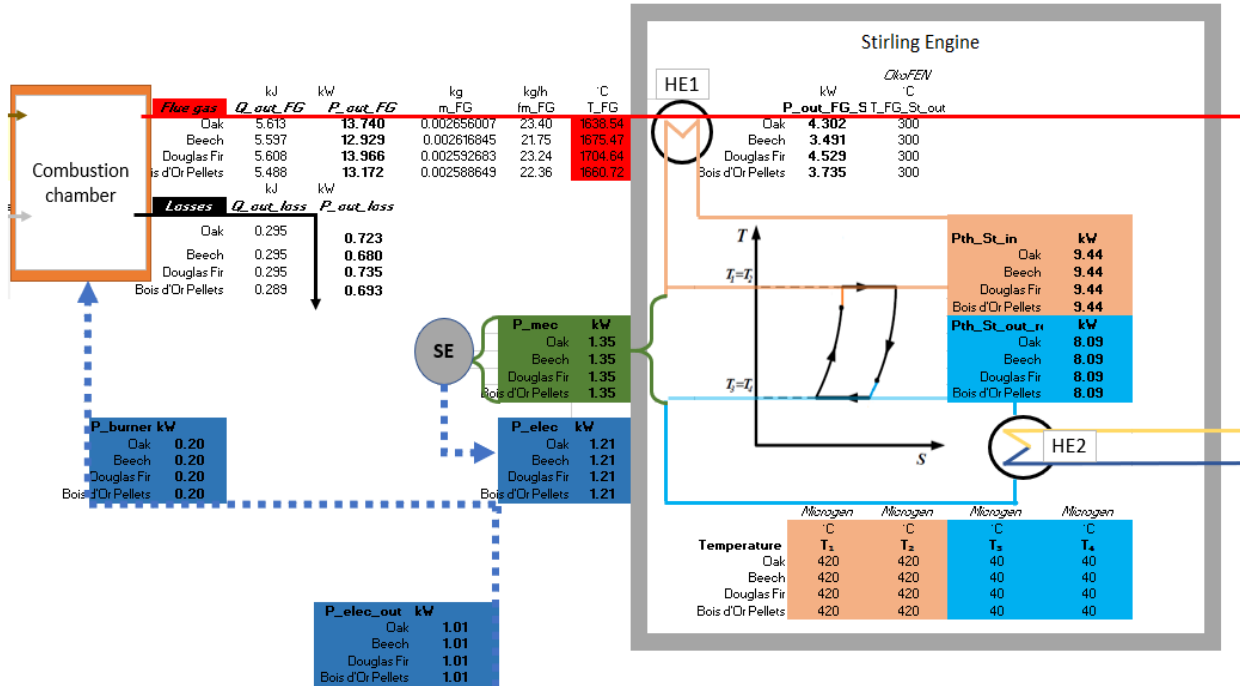 Stirling Engine
ÖkoFEN
kJ kW kg kg/h °C
Flue gas Q_out_FG P_out_FG m_FG fm_FG T_FG
Oak 5.613 13.740 0.002656007 23.40 1638.54
Beech 5.597 12.929 0.002616845 21.75 1675.47
Douglas Fir 5.608 13.966 0.002592683 23.24 1704.64
Bois d'Or Pellets 5.488 13.172 0.002588649 22.36 1660.72
HE1
kW °C
P_out_FG_S T_FG_St_out
Oak 4.302 300
Beech 3.491 300
Douglas Fir 4.529 300
Bois d'Or Pellets 3.735 300
Combustion
chamber
kJ kW
Losses Q_out_loss P_out_loss
Oak 0.295 0.723
Beech 0.295 0.680
Douglas Fir 0.295 0.735
Bois d'Or Pellets 0.289 0.693
T
T₁=T₂
T₃=T₄
S
Pth_St_in kW
Oak 9.44
Beech 9.44
Douglas Fir 9.44
Bois d'Or Pellets 9.44
Pth_St_out_re kW
Oak 8.09
Beech 8.09
Douglas Fir 8.09
Bois d'Or Pellets 8.09
SE
P_mec kW
Oak 1.35
Beech 1.35
Douglas Fir 1.35
Bois d'Or Pellets 1.35
P_burner kW
Oak 0.20
Beech 0.20
Douglas Fir 0.20
Bois d'Or Pellets 0.20
P_elec kW
Oak 1.21
Beech 1.21
Douglas Fir 1.21
Bois d'Or Pellets 1.21
HE2
Microgen Microgen Microgen Microgen
°C °C °C °C
Temperature T₁ T₂ T₃ T₄
Oak 420 420 40 40
Beech 420 420 40 40
Douglas Fir 420 420 40 40
Bois d'Or Pellets 420 420 40 40
P_elec_out kW
Oak 1.01
Beech 1.01
Douglas Fir 1.01
Bois d'Or Pellets 1.01